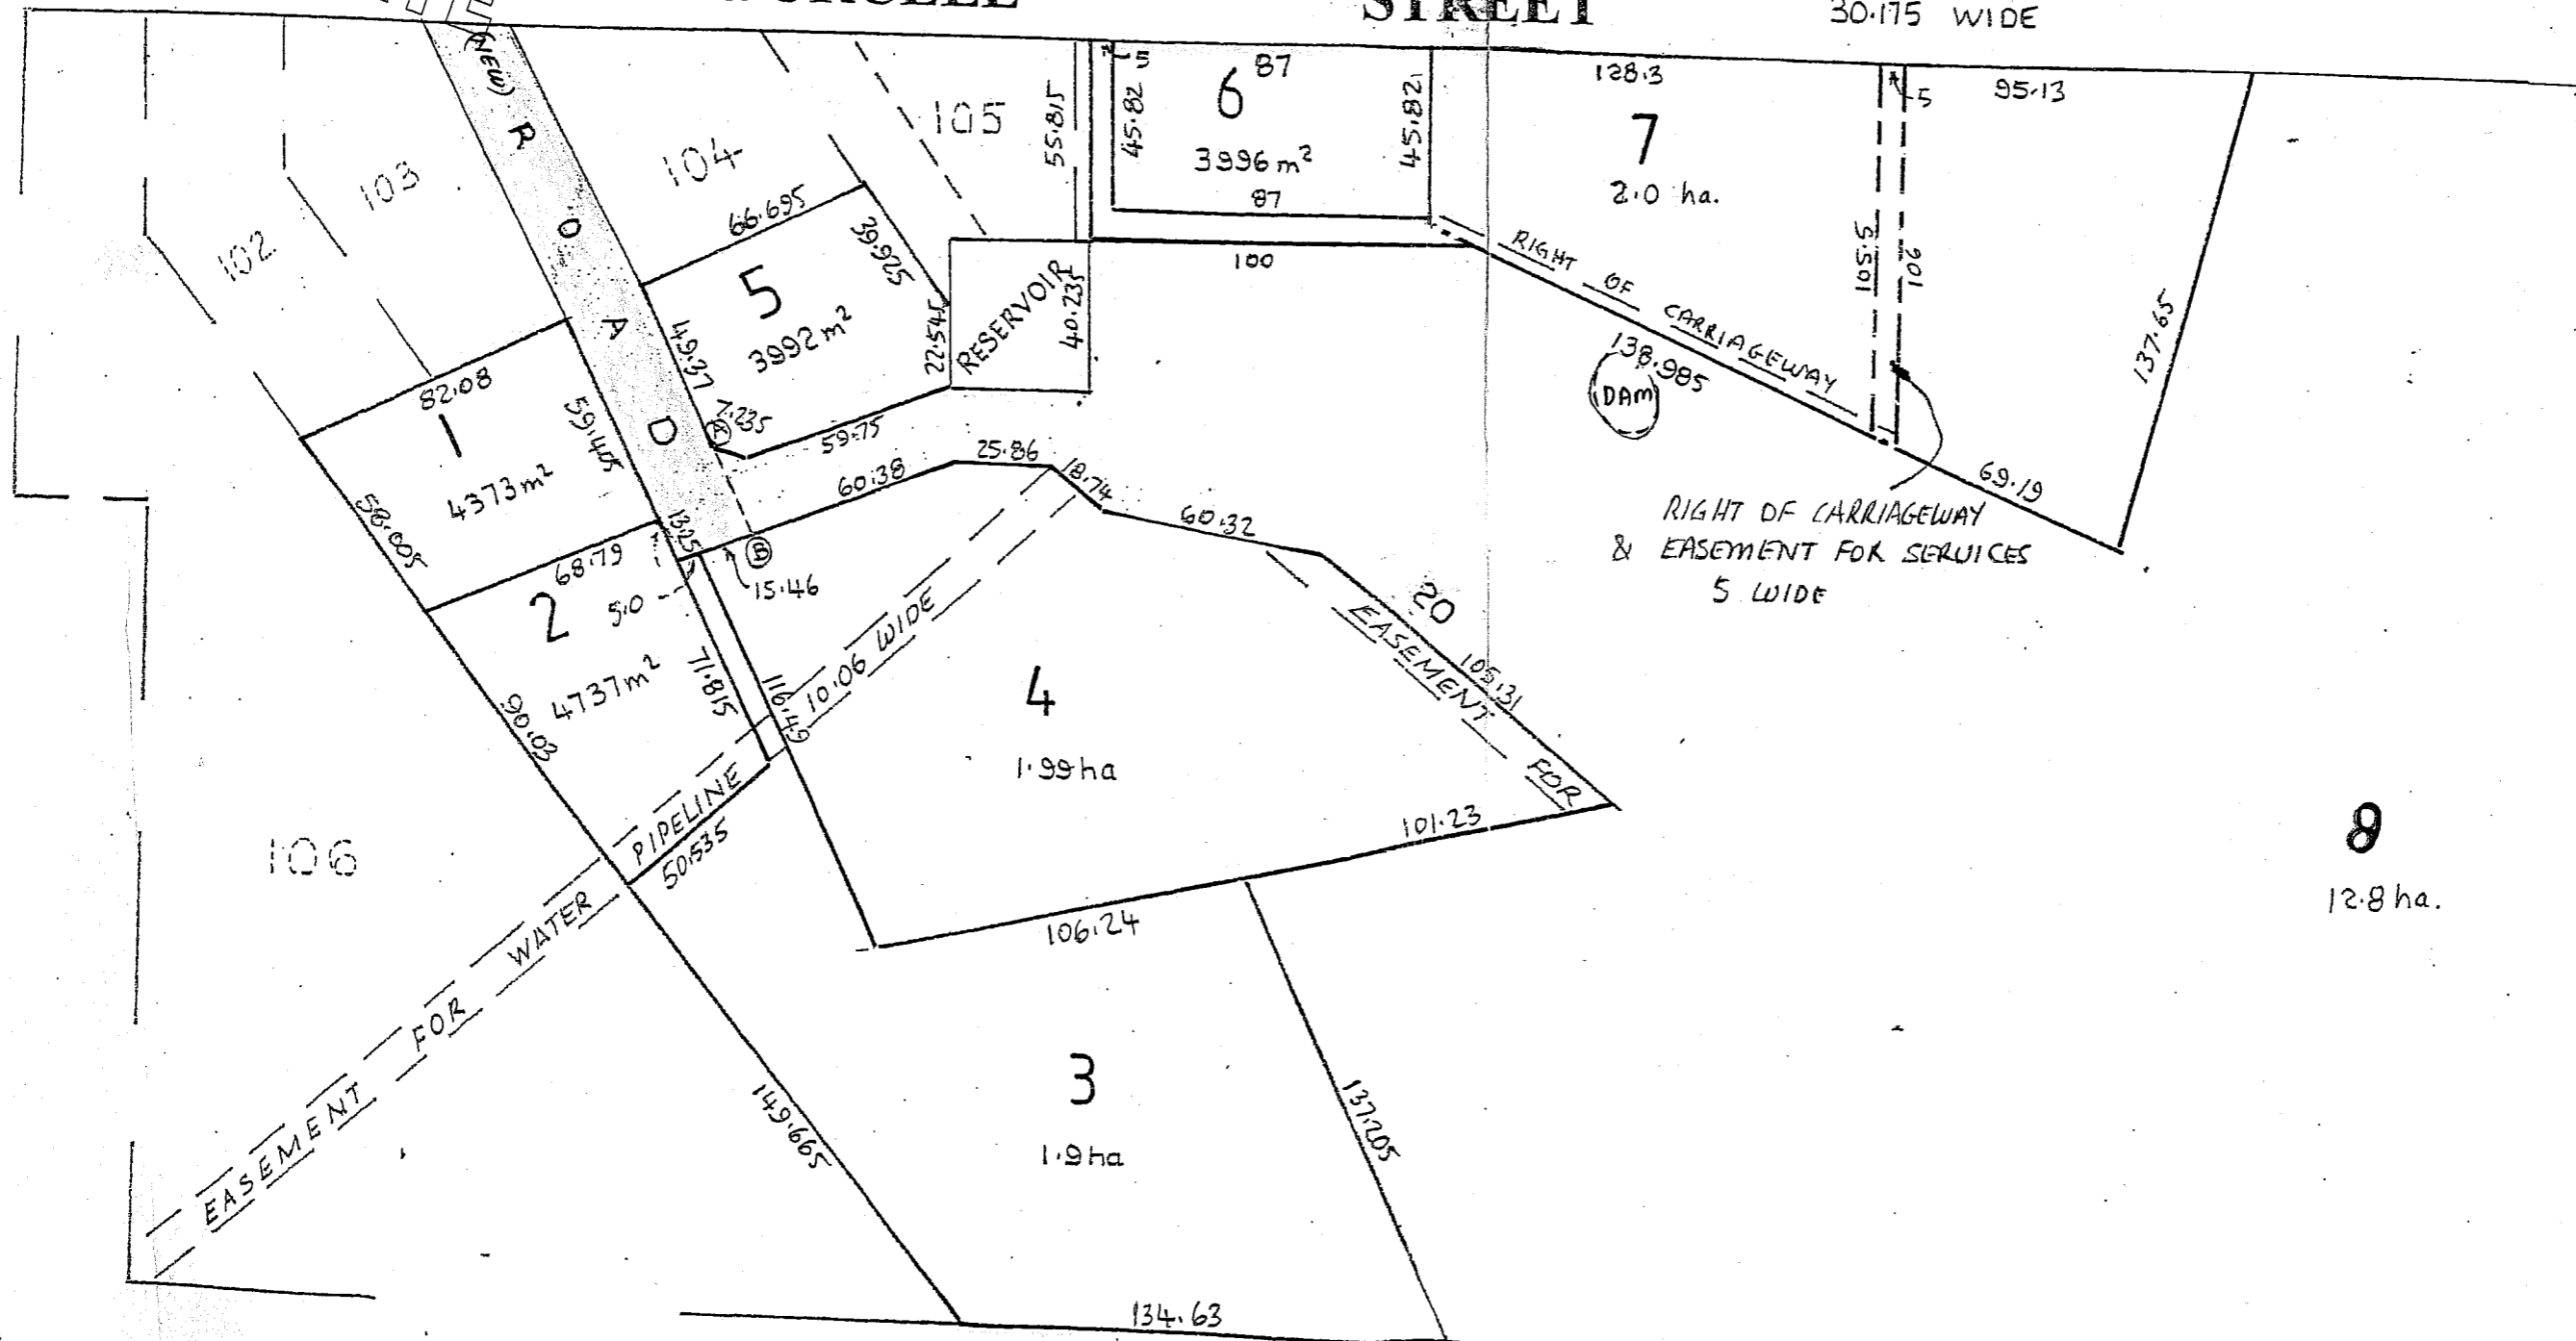 STREET
30.175 WIDE
(NEW)
R
O
A
D
102
103
104
105
106
55.815
5
45.82
6
87
3996 m²
87
45.82
128.3
7
2.0 ha.
5
95.13
105.5
106
137.65
66.695
39.925
5
3992 m²
49.37
22.545
RESERVOIR
40.235
100
RIGHT OF CARRIAGEWAY
138.985
(DAM)
69.19
RIGHT OF CARRIAGEWAY
& EASEMENT FOR SERVICES
5 WIDE
82.08
1
4373 m²
59.405
58.005
7.235
A
59.75
60.38
25.86
18.74
60.32
13.25
B
15.46
68.79
5.0
2
4737 m²
71.815
90.03
116.49
50.535
4
1.99 ha
20
105.31
101.23
106.24
EASEMENT FOR
EASEMENT FOR WATER PIPELINE 10.06 WIDE
3
1.9 ha
149.665
137.205
134.63
8
12.8 ha.